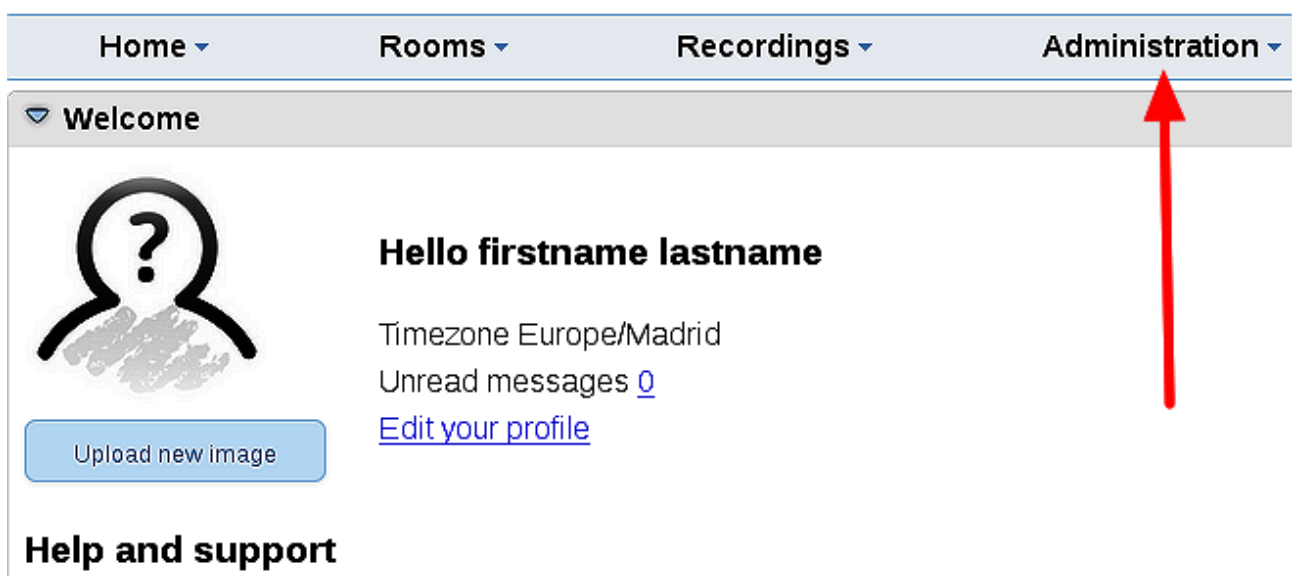 Home Rooms Recordings Administration
Welcome
?
Hello firstname lastname
Timezone Europe/Madrid
Unread messages 0
Edit your profile
Upload new image
Help and support